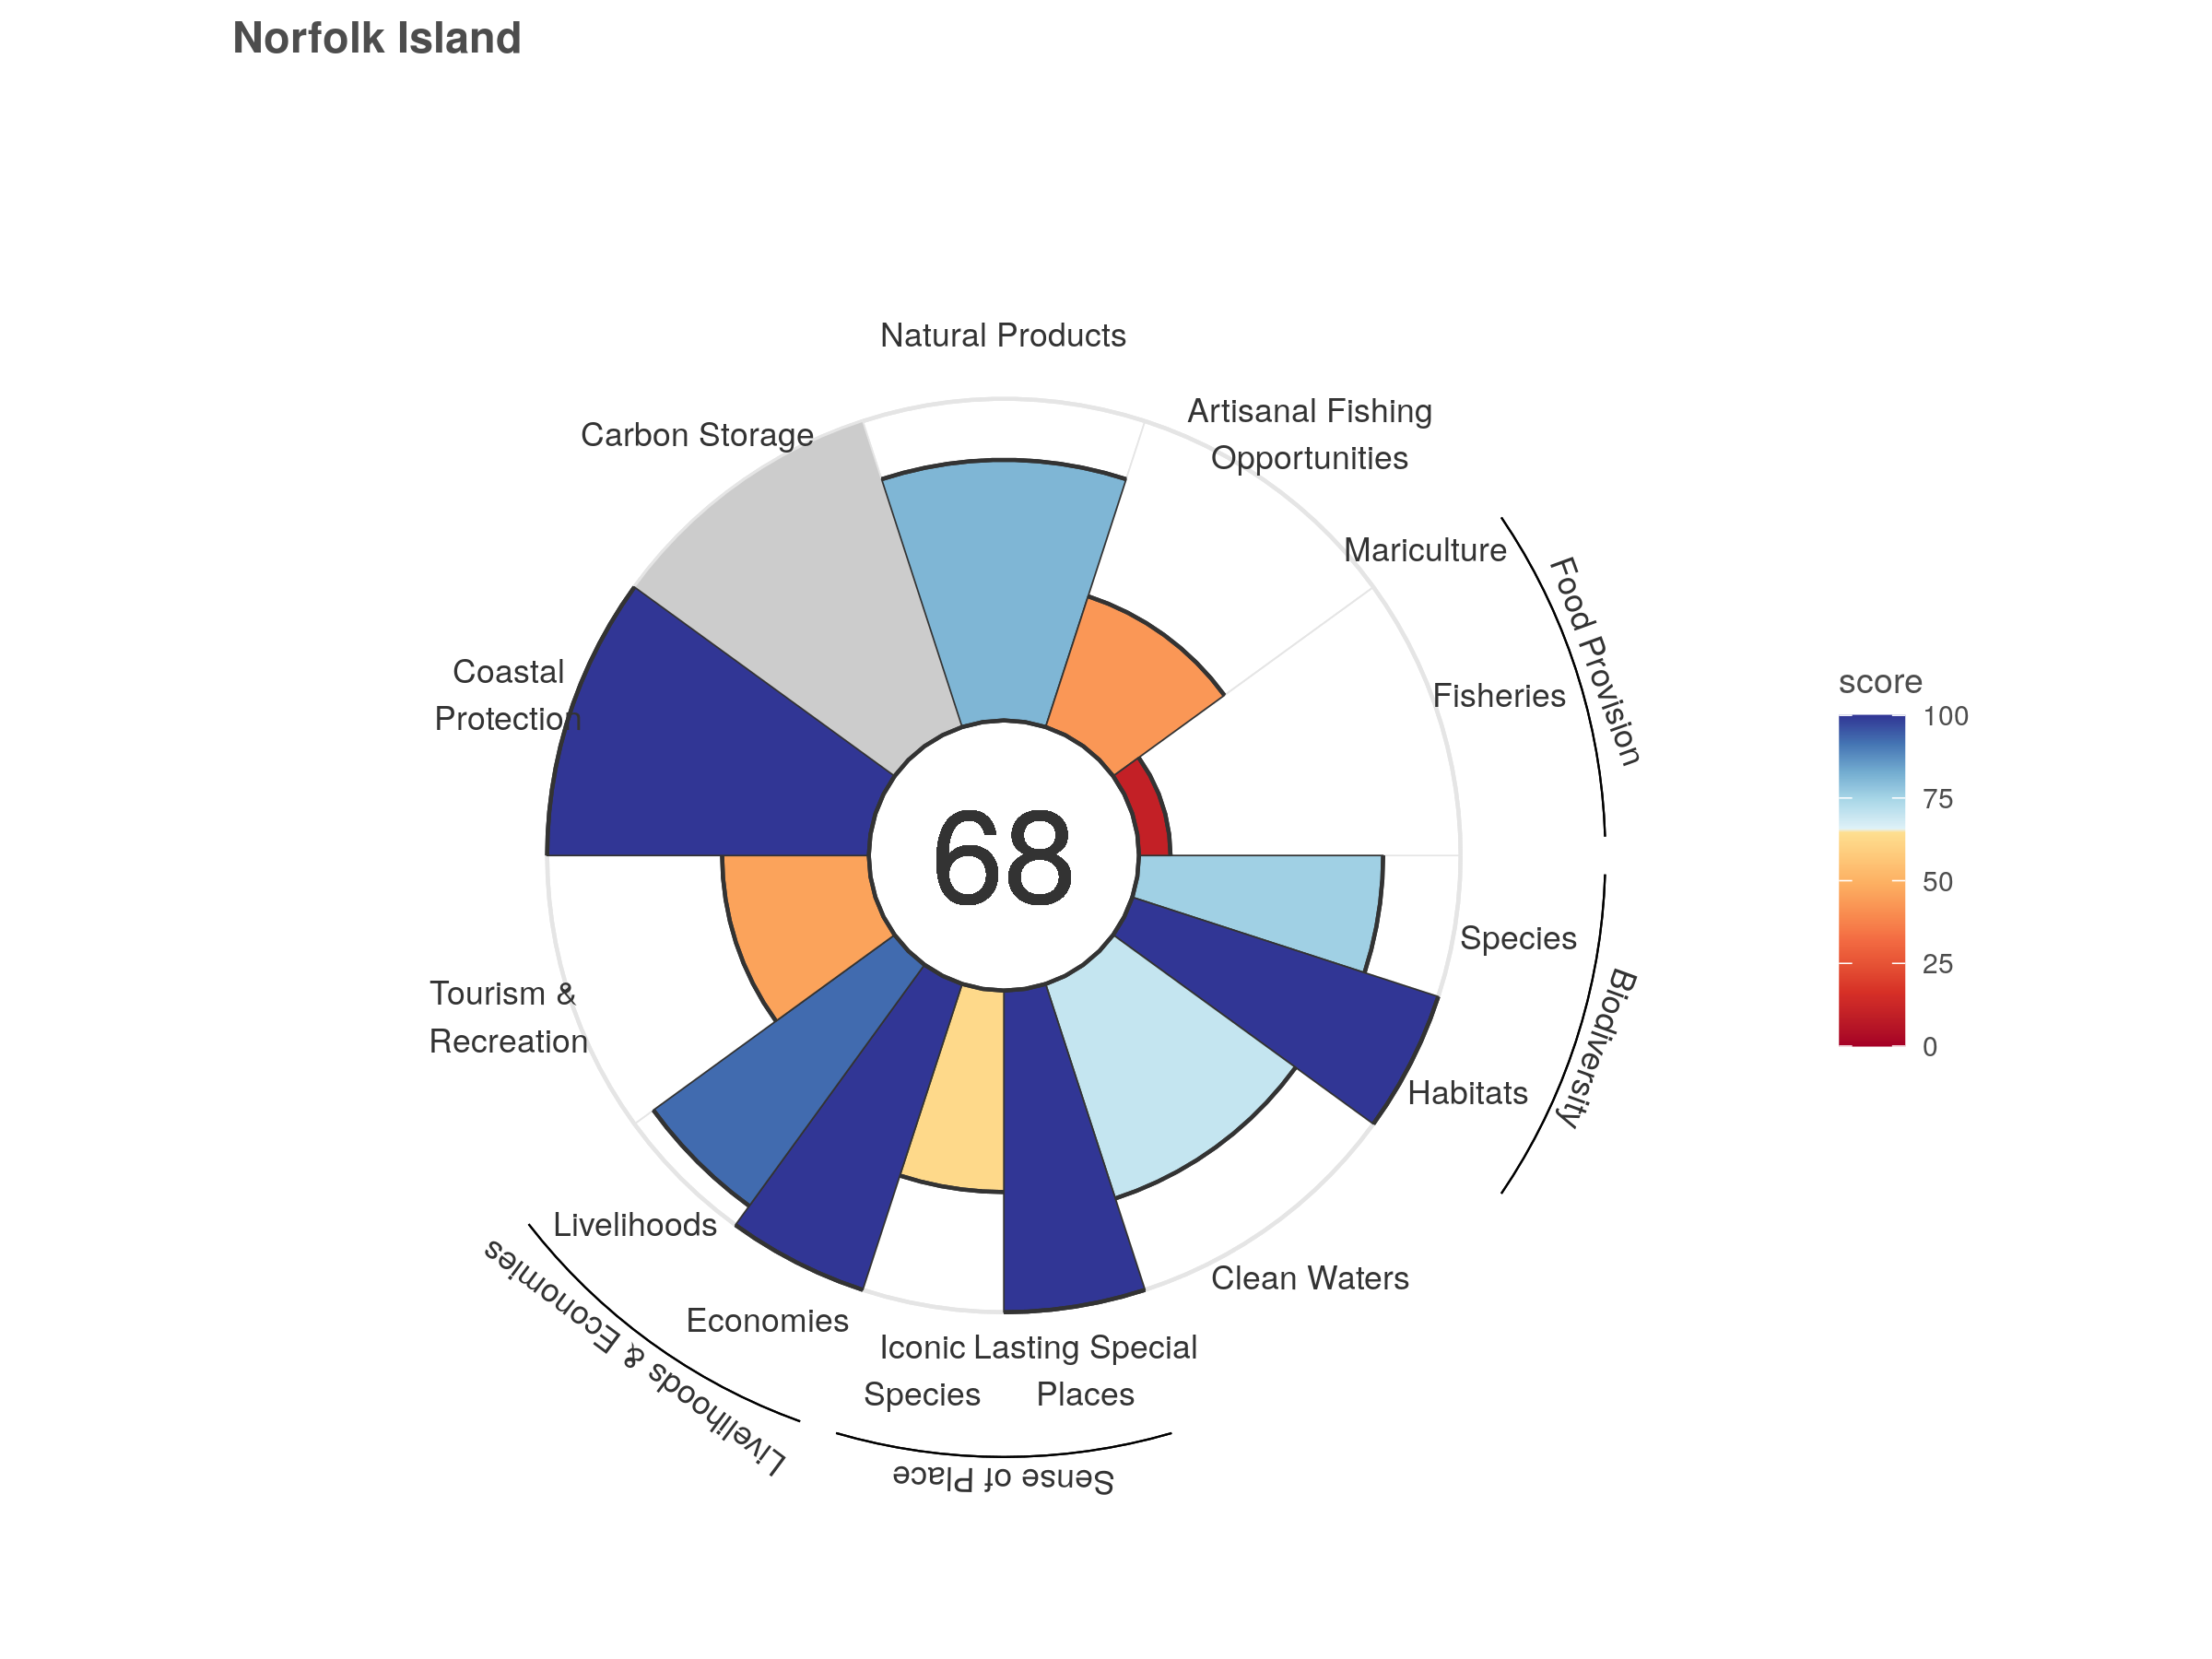 Norfolk Island
Natural Products
Artisanal Fishing
Opportunities
Carbon Storage
Mariculture
Food Provision
Fisheries
Coastal
Protection
68
Species
Biodiversity
Habitats
Tourism &
Recreation
Livelihoods
Livelihoods & Economies
Economies
Clean Waters
Iconic
Species
Lasting Special
Places
Sense of Place
score
100
75
50
25
0